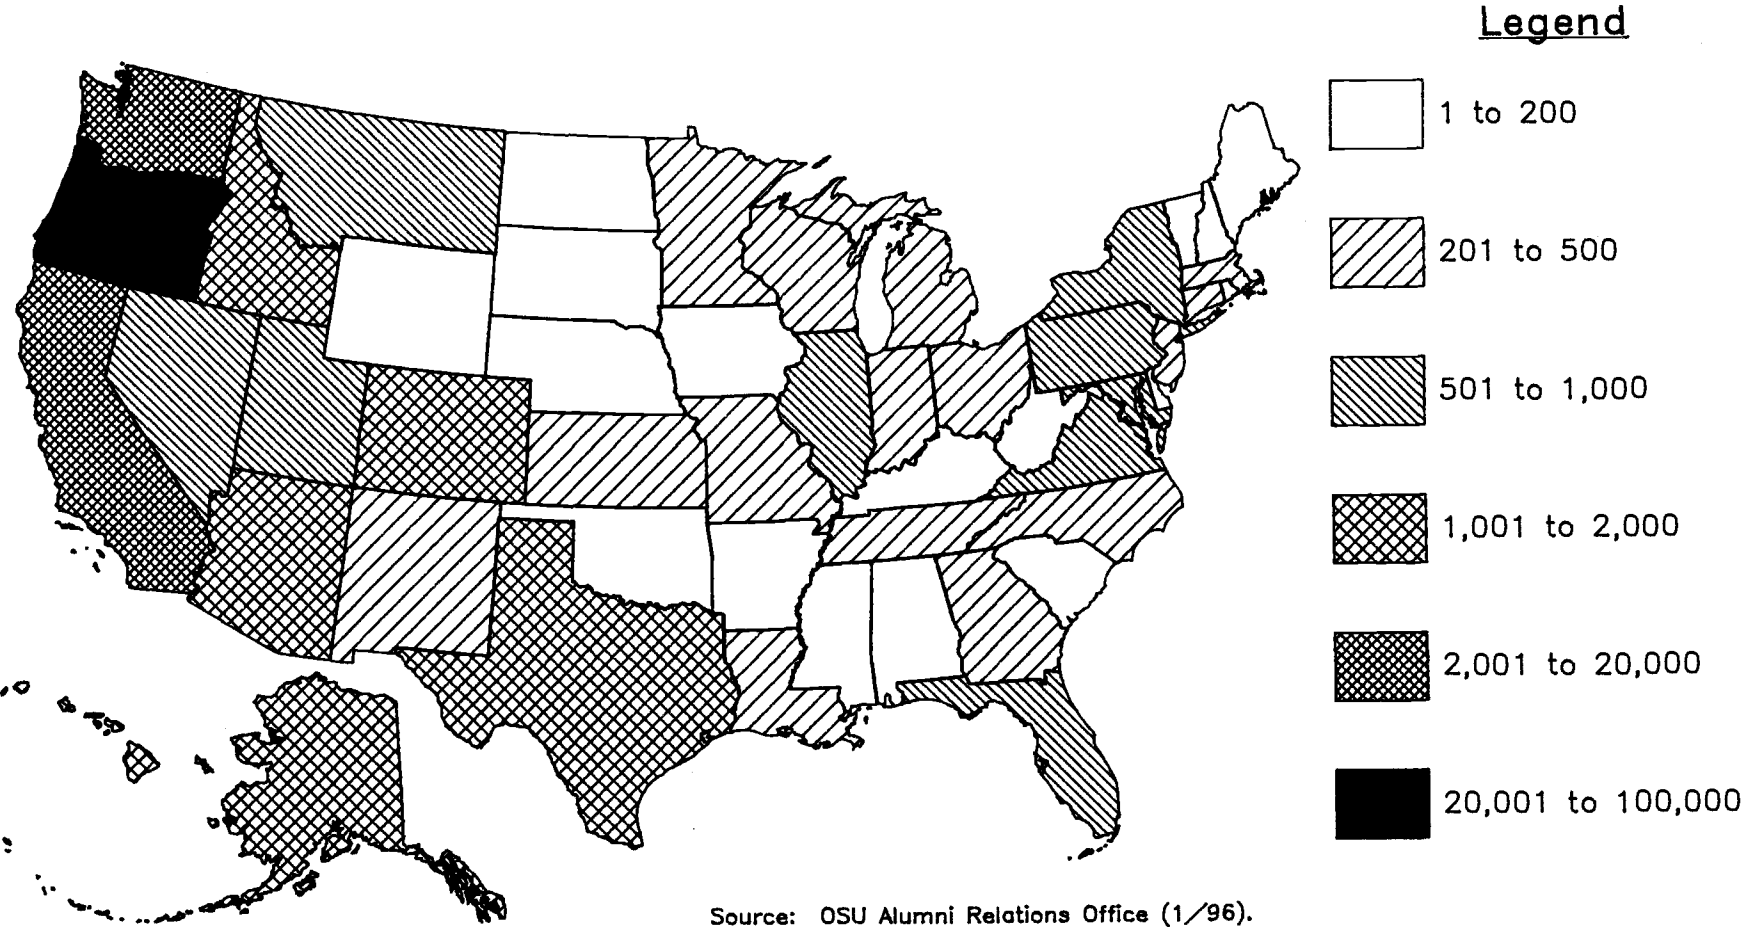 Legend
1 to 200
201 to 500
501 to 1,000
1,001 to 2,000
2,001 to 20,000
20,001 to 100,000
Source: OSU Alumni Relations Office (1/96).